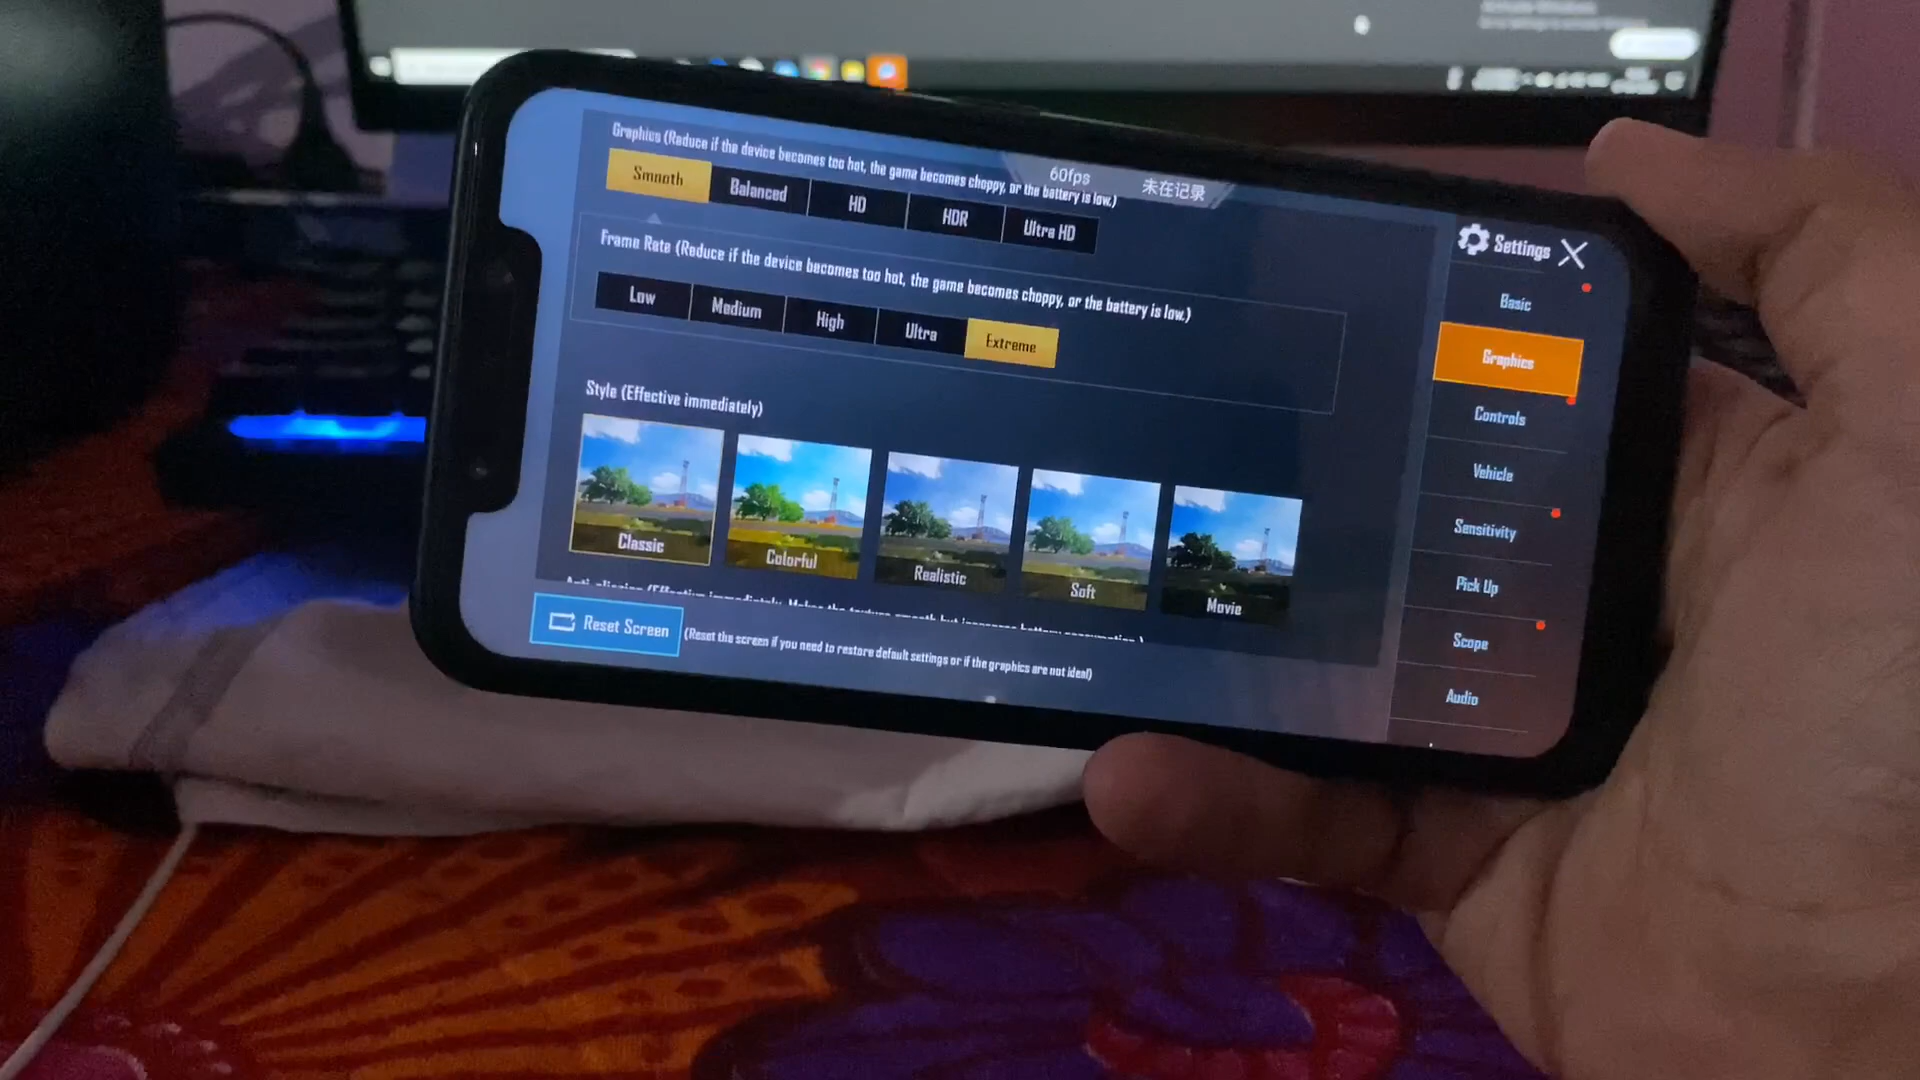 Graphics (Reduce if the device becomes too hot, the game becomes choppy, or the battery is low.)
60fps
未在记录
Smooth
Balanced
HD
HDR
Ultra HD
Frame Rate (Reduce if the device becomes too hot, the game becomes choppy, or the battery is low.)
Low
Medium
High
Ultra
Extreme
Style (Effective immediately)
Classic
Colorful
Realistic
Soft
Movie
Reset Screen
(Reset the screen if you need to restore default settings or if the graphics are not ideal)
Settings
Basic
Graphics
Controls
Vehicle
Sensitivity
Pick Up
Scope
Audio